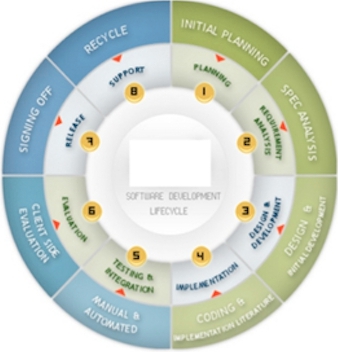 INITIAL PLANNING
PLANNING
1
SPEC ANALYSIS
REQUIREMENT
ANALYSIS
2
DESIGN &
INITIAL DEVELOPMENT
DESIGN &
DEVELOPMENT
3
CODING &
IMPLEMENTATION LITERATURE
IMPLEMENTATION
4
MANUAL &
AUTOMATED
TESTING &
INTEGRATION
5
CLIENT SIDE
EVALUATION
EVALUATION
6
SIGNING OFF
RELEASE
7
RECYCLE
SUPPORT
8
SOFTWARE DEVELOPMENT
LIFECYCLE